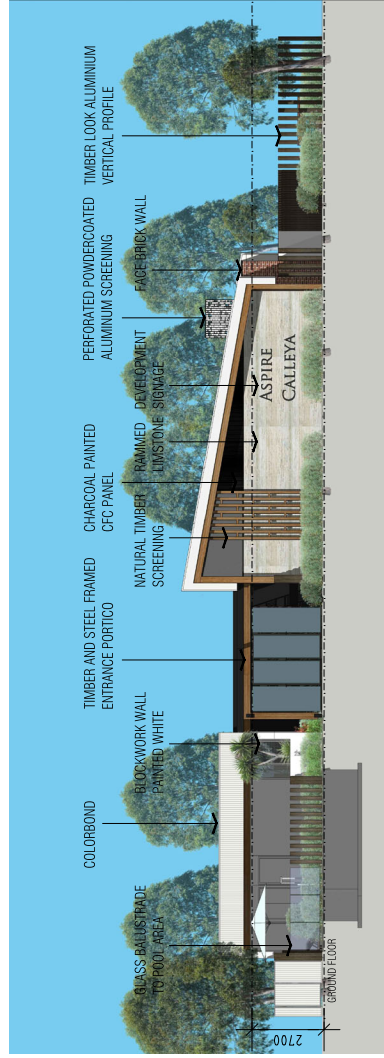 COLORBOND
TIMBER AND STEEL FRAMED
ENTRANCE PORTICO
CHARCOAL PAINTED
CFC PANEL
PERFORATED POWDERCOATED
ALUMINUM SCREENING
TIMBER LOOK ALUMINIUM
VERTICAL PROFILE
GLASS BALUSTRADE
TO POOL AREA
BLOCKWORK WALL
PAINTED WHITE
NATURAL TIMBER
SCREENING
RAMMED
LIMSTONE
DEVELOPMENT
SIGNAGE
FACE BRICK WALL
ASPIRE
CALLEYA
2700
GROUND FLOOR